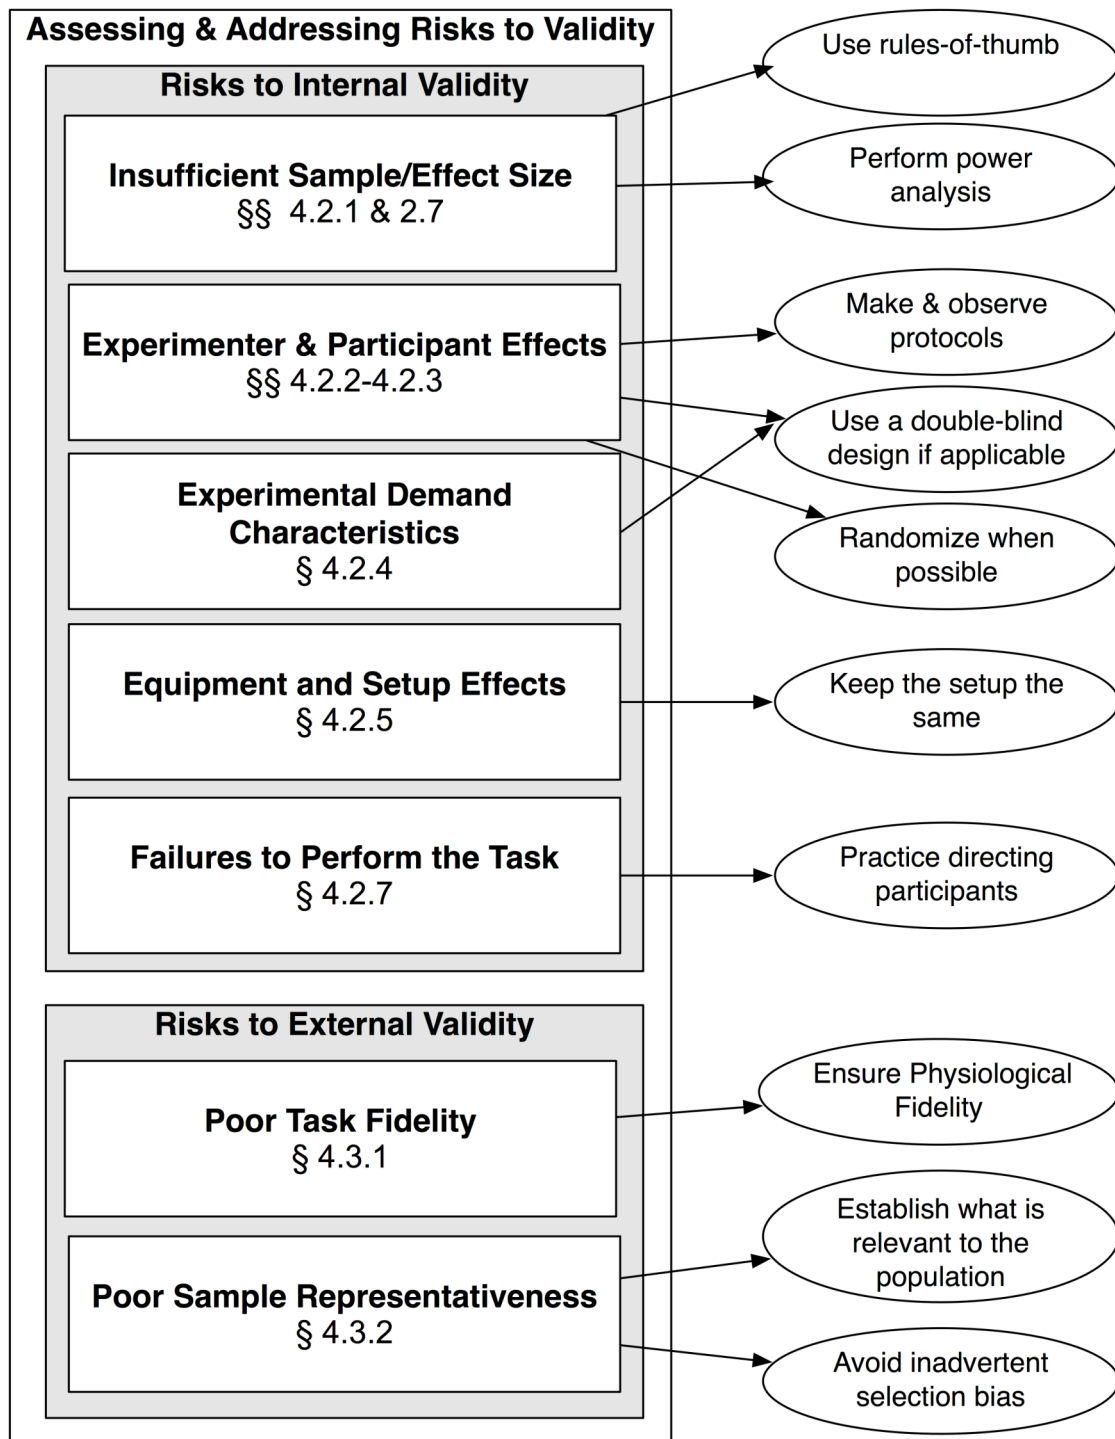 Assessing & Addressing Risks to Validity
Risks to Internal Validity
Insufficient Sample/Effect Size
§§ 4.2.1 & 2.7
Experimenter & Participant Effects
§§ 4.2.2-4.2.3
Experimental Demand
Characteristics
§ 4.2.4
Equipment and Setup Effects
§ 4.2.5
Failures to Perform the Task
§ 4.2.7
Risks to External Validity
Poor Task Fidelity
§ 4.3.1
Poor Sample Representativeness
§ 4.3.2
Use rules-of-thumb
Perform power
analysis
Make & observe
protocols
Use a double-blind
design if applicable
Randomize when
possible
Keep the setup the
same
Practice directing
participants
Ensure Physiological
Fidelity
Establish what is
relevant to the
population
Avoid inadvertent
selection bias